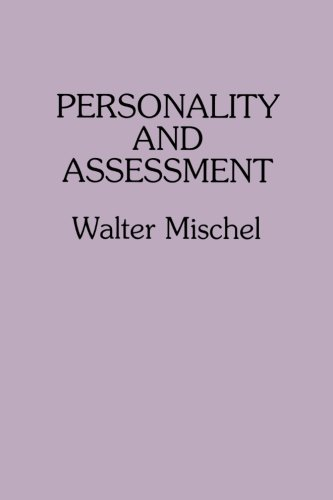 PERSONALITY
AND
ASSESSMENT
Walter Mischel